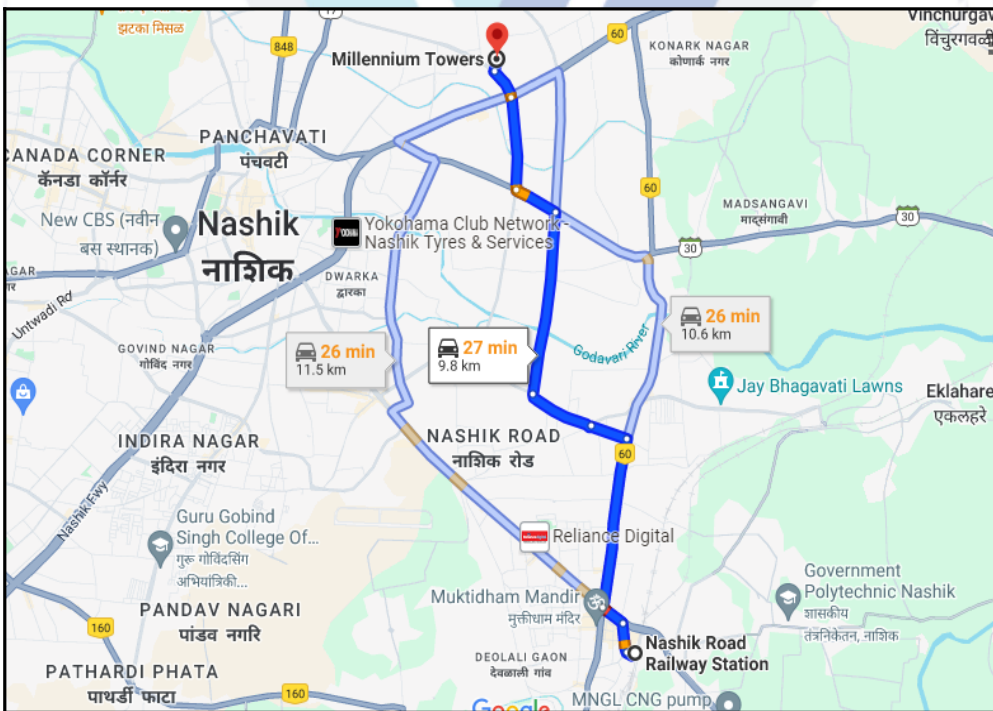 झटका मिसळ
17
848
60
Vinchurgav
विंचुरगवळी
KONARK NAGAR
कोणार्क नगर
Millennium Towers
PANCHAVATI
पंचवटी
CANADA CORNER
कॅनडा कॉर्नर
60
MADSANGAVI
माद्संगावी
30
New CBS (नवीन
बस स्थानक)
Nashik
नाशिक
Yokohama Club Network -
Nashik Tyres & Services
30
DWARKA
द्वारका
AGAR
गर
Untwadi Rd
26 min
10.6 km
27 min
9.8 km
26 min
11.5 km
Godavari River
GOVIND NAGAR
गोविंद नगर
Jay Bhagavati Lawns
Eklahare
एकलहरे
INDIRA NAGAR
इंदिरा नगर
NASHIK ROAD
नाशिक रोड
60
Nashik Fwy
Guru Gobind
Singh College Of...
गुरू गोविंदसिंग
अभियांत्रिकी...
Reliance Digital
Government
Polytechnic Nashik
शासकीय
तंत्रनिकेतन, नाशिक
Muktidham Mandir
मुक्तीधाम मंदिर
PANDAV NAGARI
पांडव नगरि
160
Nashik Road
Railway Station
DEOLALI GAON
देवळाली गांव
PATHARDI PHATA
पाथर्डी फाटा
160
MNGL CNG pump
Google